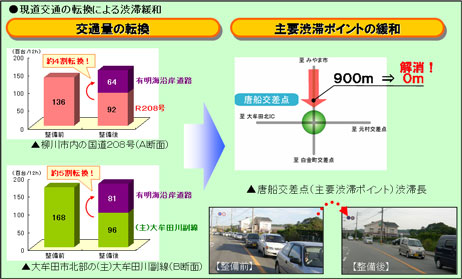 ●現道交通の転換による渋滞緩和
交通量の転換
(百台/12h)
約4割転換！
136
64
92
有明海沿岸道路
R208号
整備前
整備後
▲柳川市内の国道208号(A断面)
(百台/12h)
約5割転換！
168
81
96
有明海沿岸道路
(主)大牟田川副線
整備前
整備後
▲大牟田市北部の(主)大牟田川副線(B断面)
主要渋滞ポイントの緩和
至 みやま市
900m ⇒ 0m
解消！
唐船交差点
至 大牟田北IC
至 元村交差点
至 白金町交差点
▲唐船交差点(主要渋滞ポイント)渋滞長
【整備前】
【整備後】